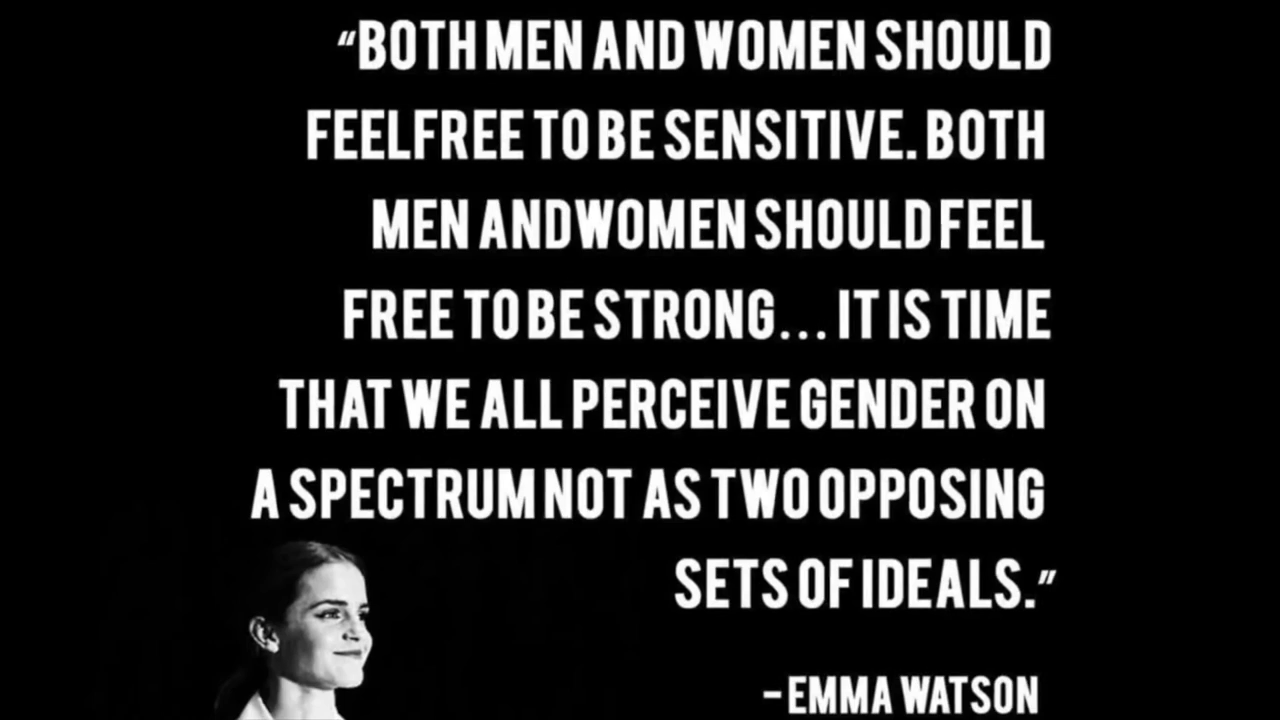 “BOTH MEN AND WOMEN SHOULD
FEELFREE TO BE SENSITIVE. BOTH
MEN ANDWOMEN SHOULD FEEL
FREE TO BE STRONG... IT IS TIME
THAT WE ALL PERCEIVE GENDER ON
A SPECTRUM NOT AS TWO OPPOSING
SETS OF IDEALS.”
-EMMA WATSON